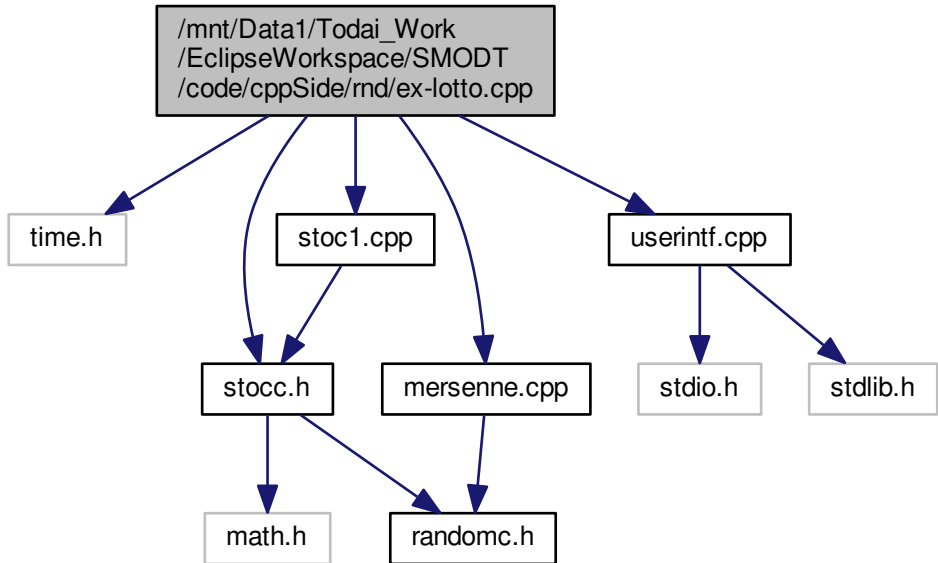 /mnt/Data1/Todai_Work
/EclipseWorkspace/SMODT
/code/cppSide/rnd/ex-lotto.cpp
time.h
stoc1.cpp
userintf.cpp
stocc.h
mersenne.cpp
stdio.h
stdlib.h
math.h
randomc.h